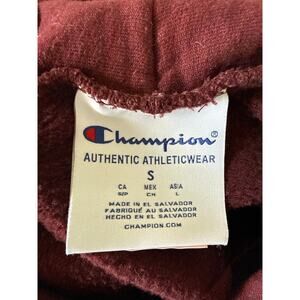 Champion
AUTHENTIC ATHLETICWEAR
S
CA MEX ASIA
S/P CH L
MADE IN EL SALVADOR
FABRIQUÉ AU SALVADOR
HECHO EN EL SALVADOR
CHAMPION.COM